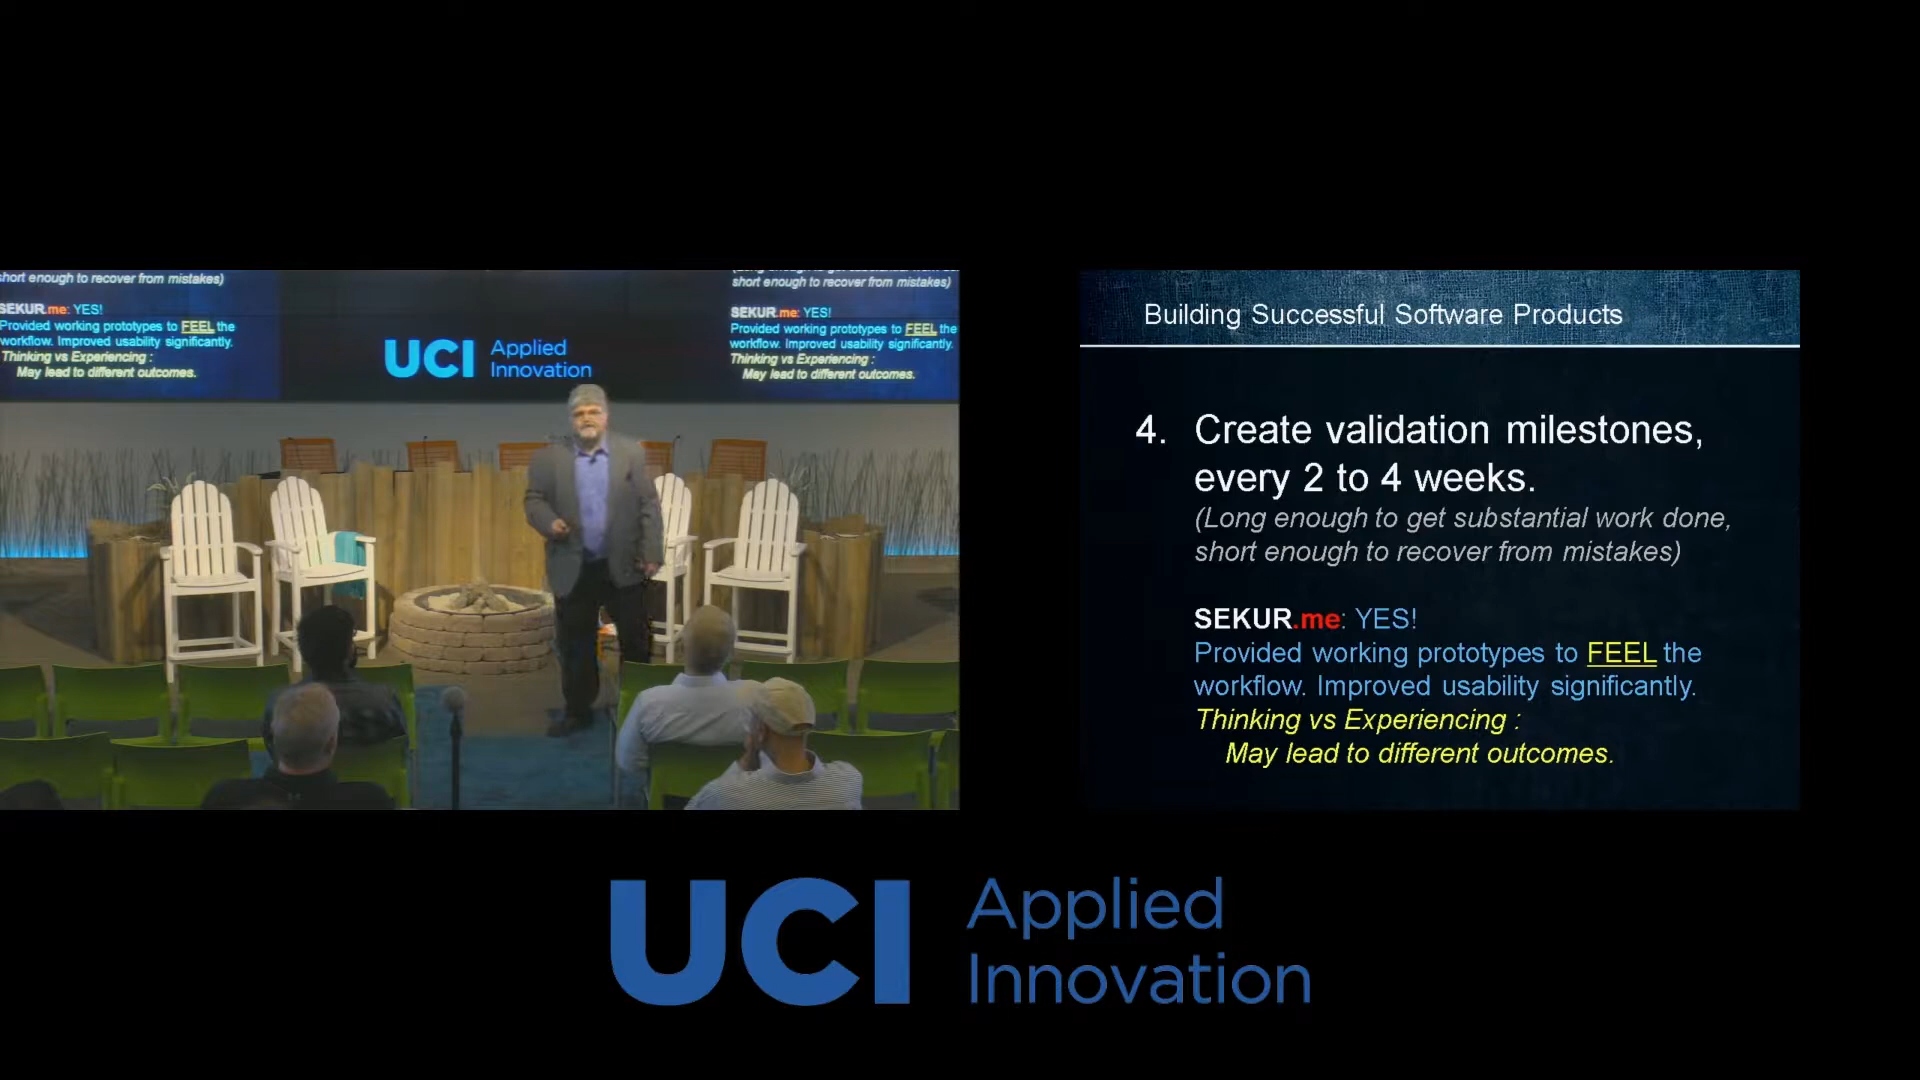 short enough to recover from mistakes)
SEKUR.me: YES!
Provided working prototypes to FEEL the
workflow. Improved usability significantly.
Thinking vs Experiencing :
May lead to different outcomes.
UCI Applied
Innovation
short enough to recover from mistakes)
SEKUR.me: YES!
Provided working prototypes to FEEL the
workflow. Improved usability significantly.
Thinking vs Experiencing :
May lead to different outcomes.
Building Successful Software Products
4. Create validation milestones,
every 2 to 4 weeks.
(Long enough to get substantial work done,
short enough to recover from mistakes)
SEKUR.me: YES!
Provided working prototypes to FEEL the
workflow. Improved usability significantly.
Thinking vs Experiencing :
May lead to different outcomes.
UCI Applied
Innovation